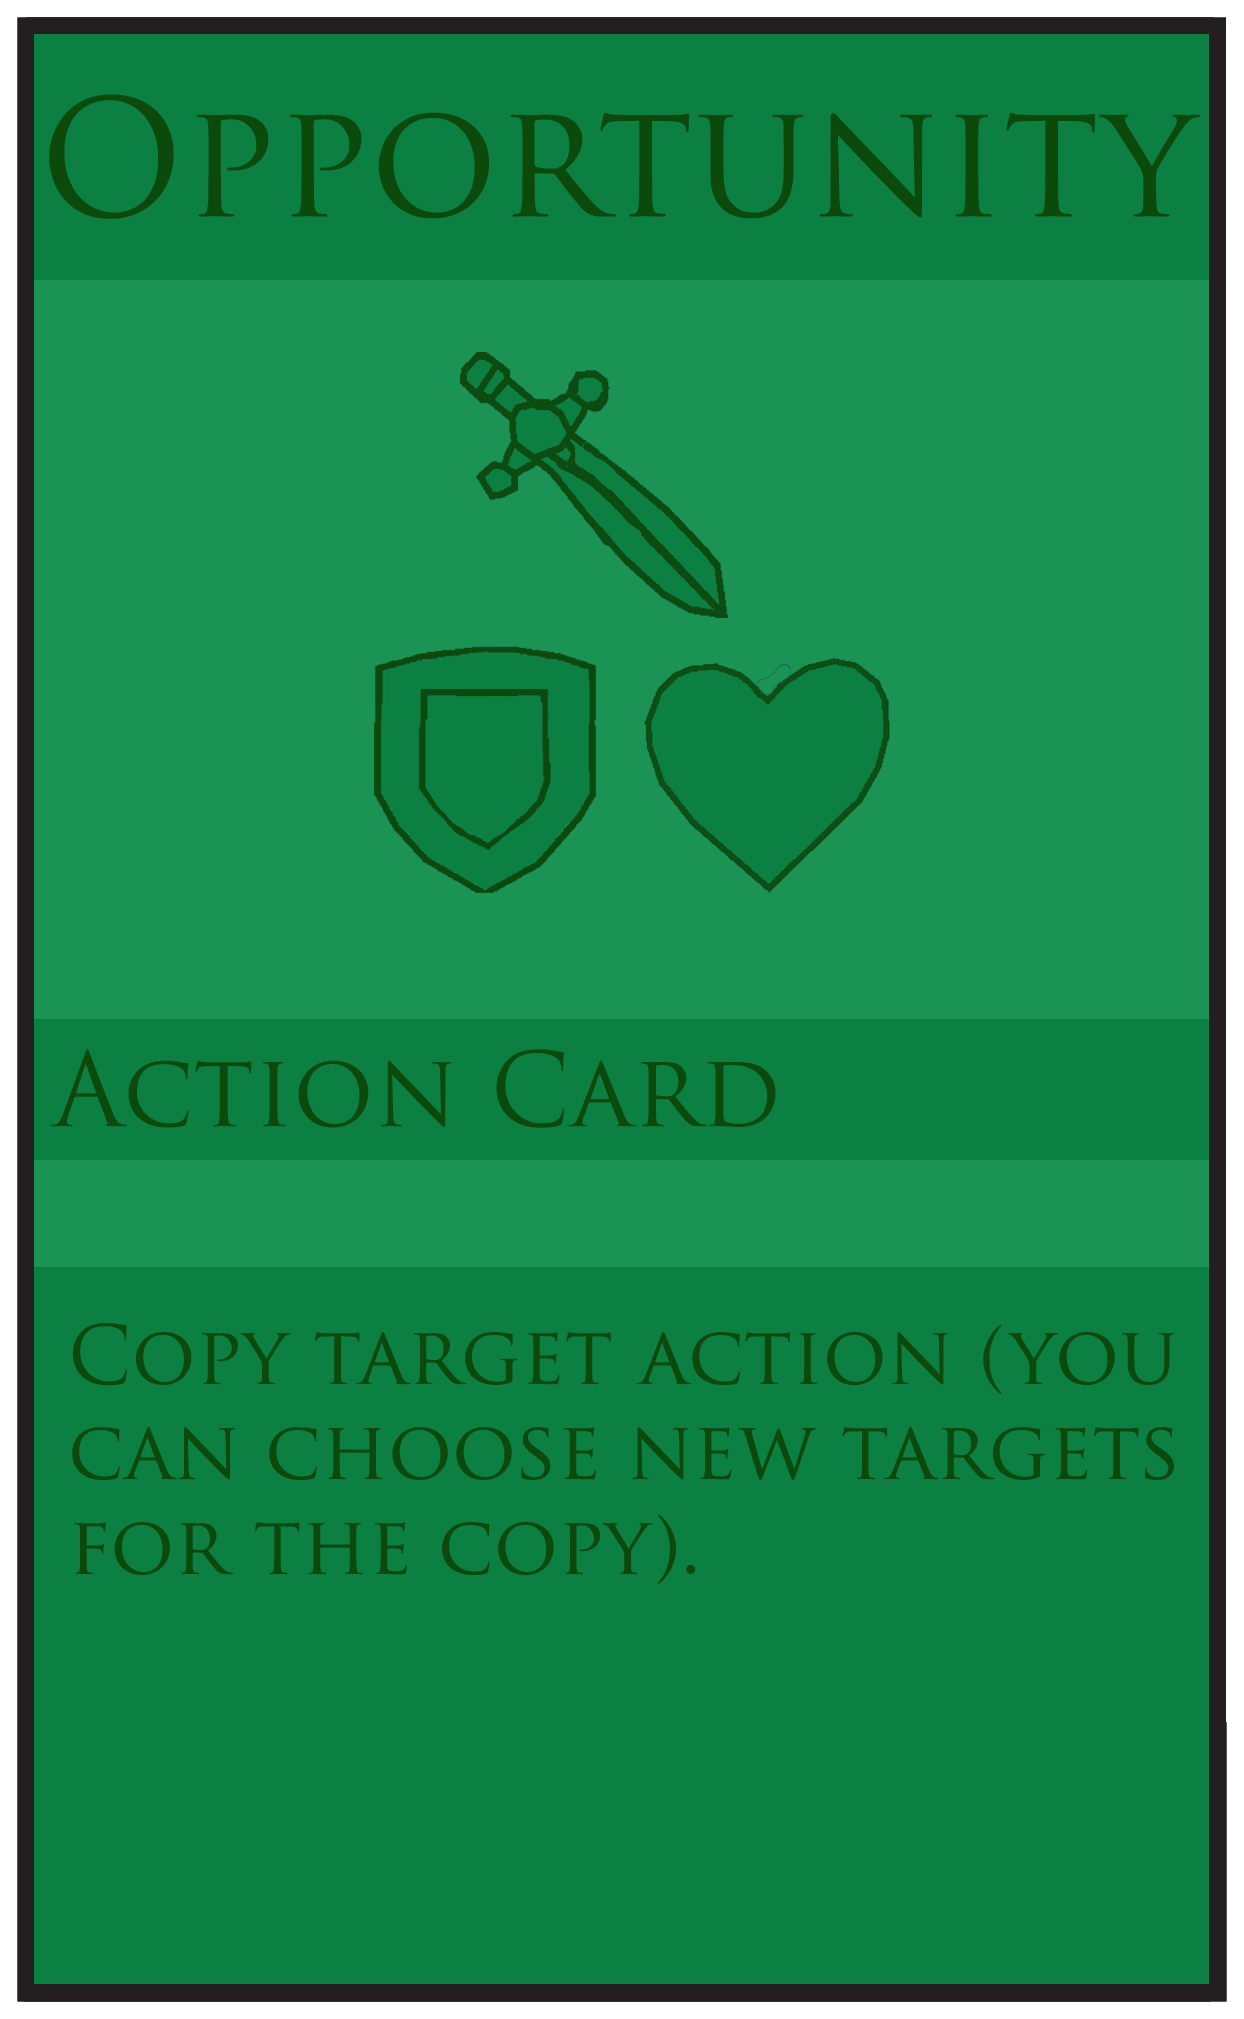 Opportunity
Action Card
Copy target action (you
can choose new targets
for the copy).